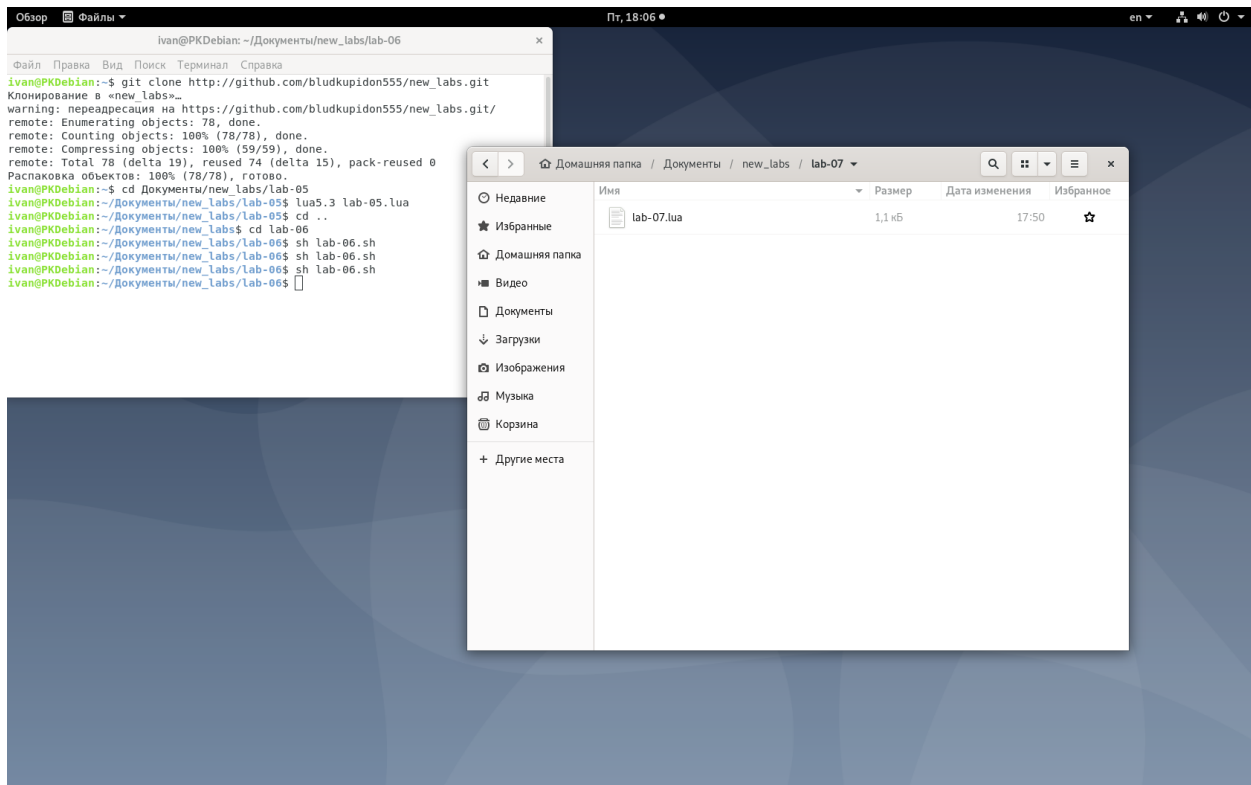 Обзор Файлы Пт, 18:06 en
ivan@PKDebian: ~/Документы/new_labs/lab-06
Файл Правка Вид Поиск Терминал Справка
ivan@PKDebian:~$ git clone http://github.com/bludkupidon555/new_labs.git
Клонирование в «new_labs»…
warning: переадресация на https://github.com/bludkupidon555/new_labs.git/
remote: Enumerating objects: 78, done.
remote: Counting objects: 100% (78/78), done.
remote: Compressing objects: 100% (59/59), done.
remote: Total 78 (delta 19), reused 74 (delta 15), pack-reused 0
Распаковка объектов: 100% (78/78), готово.
ivan@PKDebian:~$ cd Документы/new_labs/lab-05
ivan@PKDebian:~/Документы/new_labs/lab-05$ lua5.3 lab-05.lua
ivan@PKDebian:~/Документы/new_labs/lab-05$ cd ..
ivan@PKDebian:~/Документы/new_labs$ cd lab-06
ivan@PKDebian:~/Документы/new_labs/lab-06$ sh lab-06.sh
ivan@PKDebian:~/Документы/new_labs/lab-06$ sh lab-06.sh
ivan@PKDebian:~/Документы/new_labs/lab-06$ sh lab-06.sh
ivan@PKDebian:~/Документы/new_labs/lab-06$
Домашняя папка / Документы / new_labs / lab-07
Недавние
Избранные
Домашняя папка
Видео
Документы
Загрузки
Изображения
Музыка
Корзина
+ Другие места
Имя Размер Дата изменения Избранное
lab-07.lua 1,1 кБ 17:50